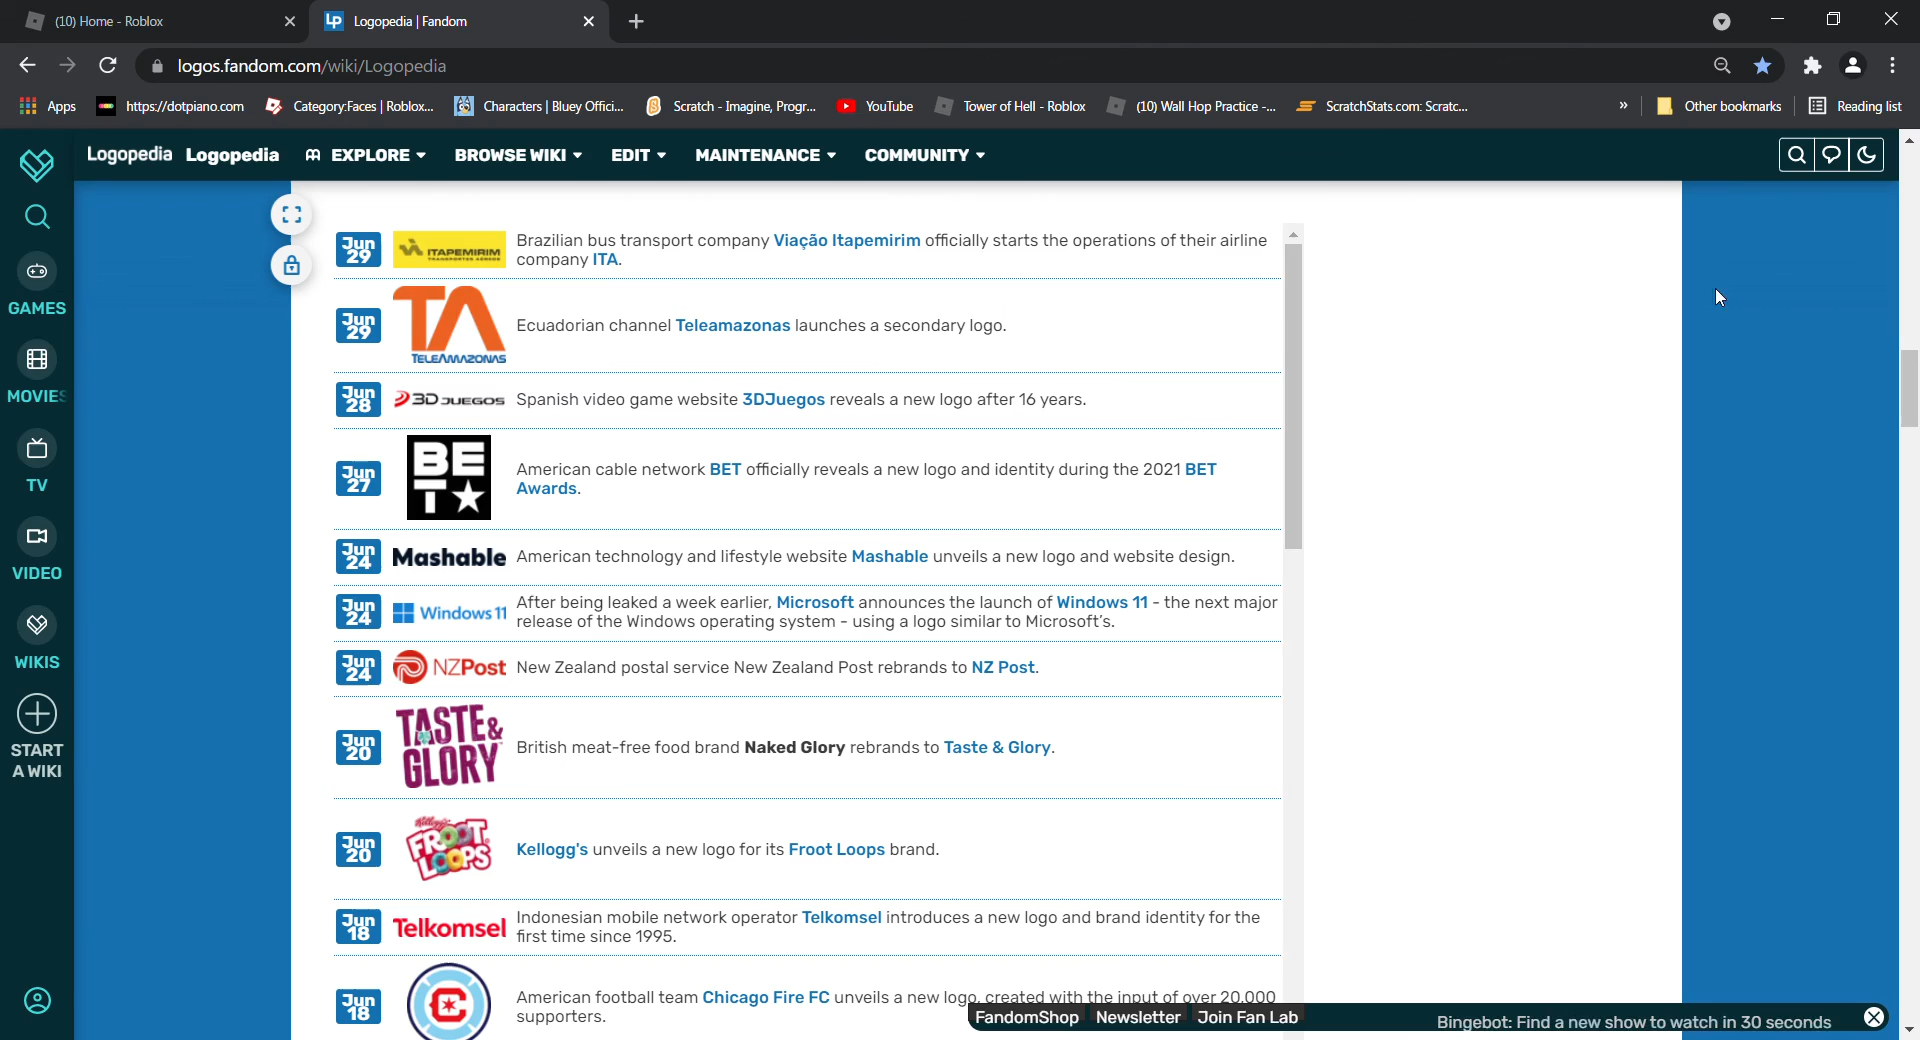 (10) Home - Roblox
Logopedia | Fandom
logos.fandom.com/wiki/Logopedia
Apps
https://dotpiano.com
Category:Faces | Roblox...
Characters | Bluey Offici...
Scratch - Imagine, Progr...
YouTube
Tower of Hell - Roblox
(10) Wall Hop Practice -...
ScratchStats.com: Scratc...
»
Other bookmarks
Reading list
Logopedia Logopedia
EXPLORE
BROWSE WIKI
EDIT
MAINTENANCE
COMMUNITY
GAMES
MOVIES
TV
VIDEO
WIKIS
START
A WIKI
Jun
29
ITAPEMIRIM
TRANSPORTES AÉREOS
Brazilian bus transport company Viação Itapemirim officially starts the operations of their airline
company ITA.
Jun
29
TA
TELEAMAZONAS
Ecuadorian channel Teleamazonas launches a secondary logo.
Jun
28
3DJUEGOS
Spanish video game website 3DJuegos reveals a new logo after 16 years.
Jun
27
BE
T★
American cable network BET officially reveals a new logo and identity during the 2021 BET
Awards.
Jun
24
Mashable
American technology and lifestyle website Mashable unveils a new logo and website design.
Jun
24
Windows 11
After being leaked a week earlier, Microsoft announces the launch of Windows 11 - the next major
release of the Windows operating system - using a logo similar to Microsoft's.
Jun
24
NZPost
New Zealand postal service New Zealand Post rebrands to NZ Post.
Jun
20
TASTE&
GLORY
British meat-free food brand Naked Glory rebrands to Taste & Glory.
Jun
20
Kellogg's
FROOT
LOOPS
Kellogg's unveils a new logo for its Froot Loops brand.
Jun
18
Telkomsel
Indonesian mobile network operator Telkomsel introduces a new logo and brand identity for the
first time since 1995.
Jun
18
C
American football team Chicago Fire FC unveils a new logo, created with the input of over 20,000
supporters.
FandomShop
Newsletter
Join Fan Lab
Bingebot: Find a new show to watch in 30 seconds